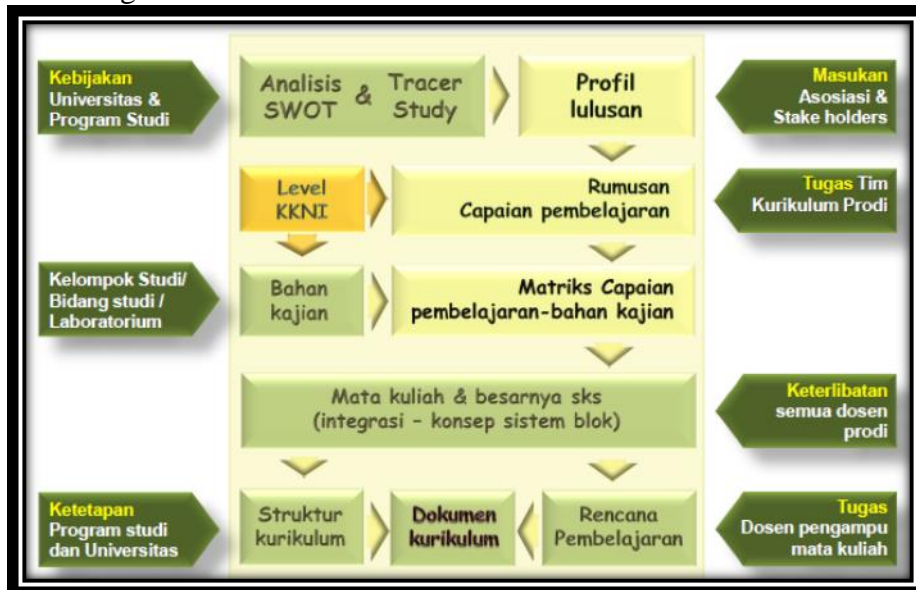 Kebijakan
Universitas &
Program Studi
Analisis
SWOT
&
Tracer
Study
Profil
lulusan
Masukan
Asosiasi &
Stake holders
Level
KKNI
Rumusan
Capaian pembelajaran
Tugas Tim
Kurikulum Prodi
Kelompok Studi/
Bidang studi /
Laboratorium
Bahan
kajian
Matriks Capaian
pembelajaran-bahan kajian
Mata kuliah & besarnya sks
(integrasi - konsep sistem blok)
Keterlibatan
semua dosen
prodi
Ketetapan
Program studi
dan Universitas
Struktur
kurikulum
Dokumen
kurikulum
Rencana
Pembelajaran
Tugas
Dosen pengampu
mata kuliah